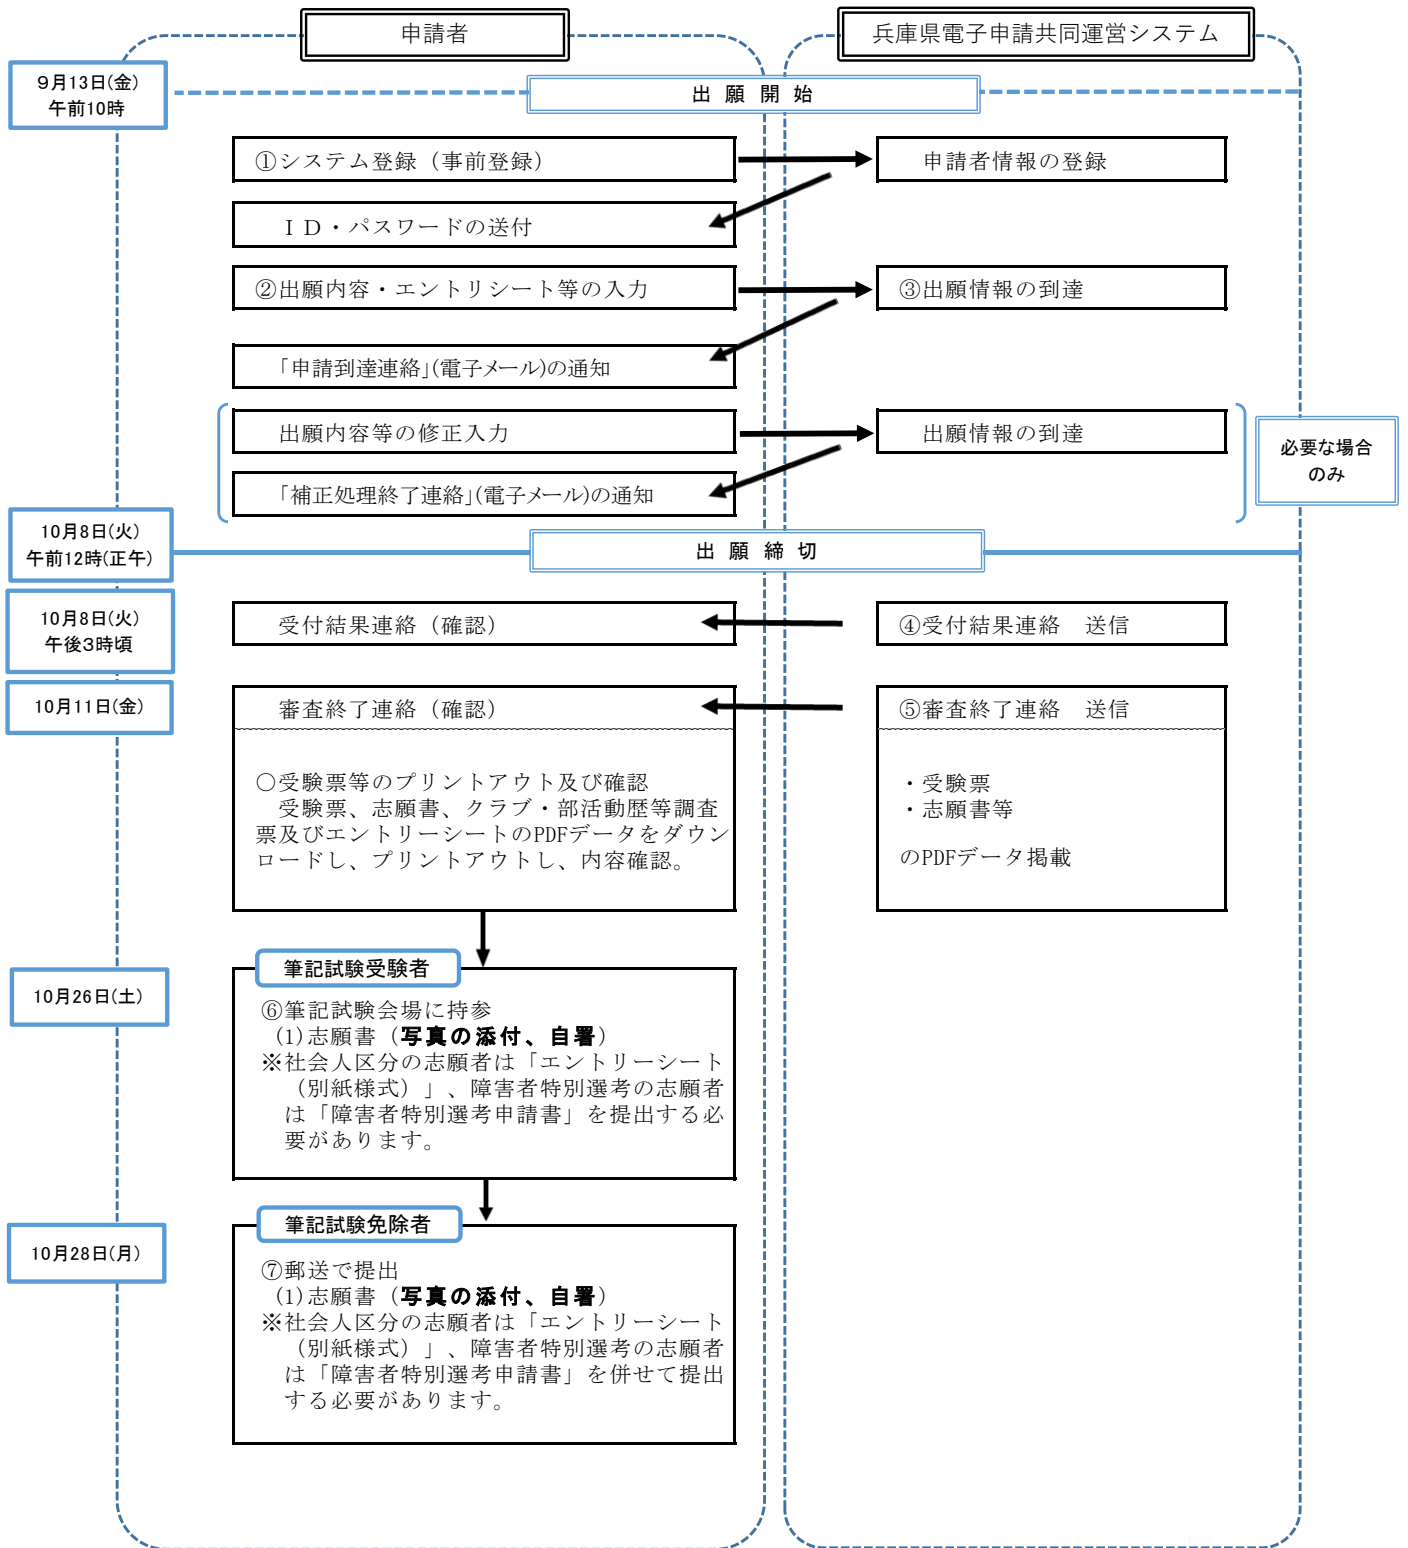 申請者
兵庫県電子申請共同運営システム
９月13日(金)
午前10時
出 願 開 始
①システム登録（事前登録）
申請者情報の登録
ＩＤ・パスワードの送付
②出願内容・エントリシート等の入力
③出願情報の到達
「申請到達連絡」(電子メール)の通知
出願内容等の修正入力
出願情報の到達
必要な場合
のみ
「補正処理終了連絡」(電子メール)の通知
10月8日(火)
午前12時(正午)
出 願 締 切
10月8日(火)
午後3時頃
受付結果連絡（確認）
④受付結果連絡　送信
10月11日(金)
審査終了連絡（確認）
⑤審査終了連絡　送信
○受験票等のプリントアウト及び確認
受験票、志願書、クラブ・部活動歴等調査
票及びエントリーシートのPDFデータをダウン
ロードし、プリントアウトし、内容確認。
・受験票
・志願書等
のPDFデータ掲載
筆記試験受験者
10月26日(土)
⑥筆記試験会場に持参
(1)志願書（写真の添付、自署）
※社会人区分の志願者は「エントリーシート
（別紙様式）」、障害者特別選考の志願者
は「障害者特別選考申請書」を提出する必
要があります。
筆記試験免除者
10月28日(月)
⑦郵送で提出
(1)志願書（写真の添付、自署）
※社会人区分の志願者は「エントリーシート
（別紙様式）」、障害者特別選考の志願者
は「障害者特別選考申請書」を併せて提出
する必要があります。